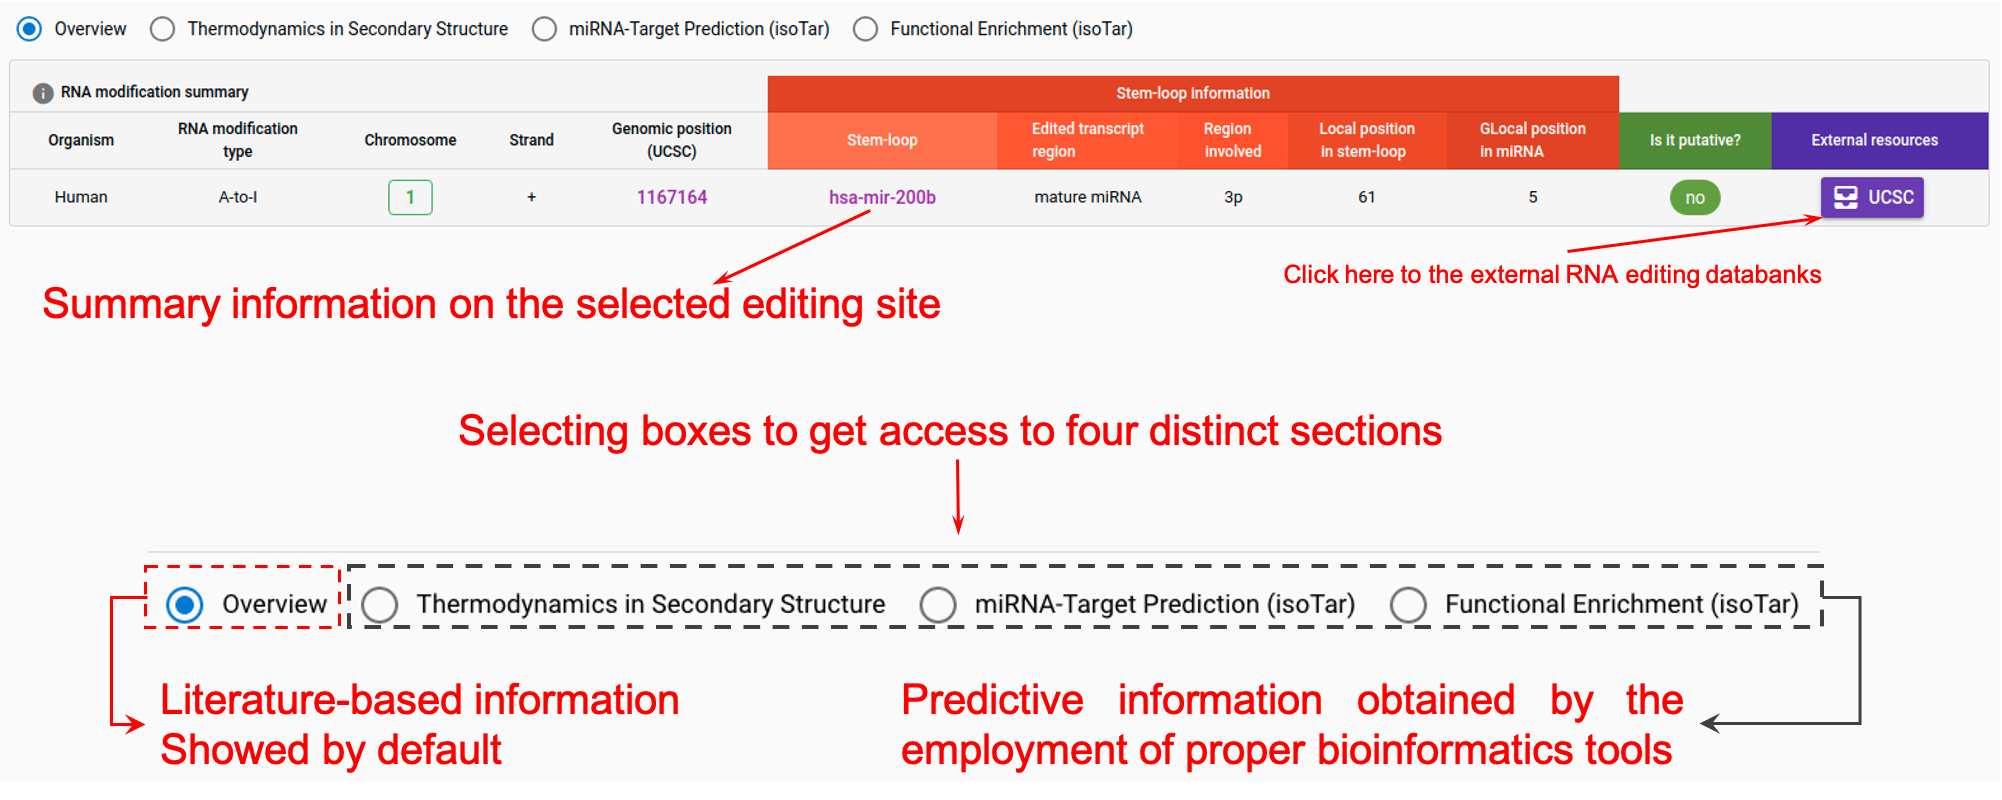 Overview Thermodynamics in Secondary Structure miRNA-Target Prediction (isoTar) Functional Enrichment (isoTar)
i RNA modification summary
Stem-loop information
Organism
RNA modification
type
Chromosome
Strand
Genomic position
(UCSC)
Stem-loop
Edited transcript
region
Region
involved
Local position
in stem-loop
GLocal position
in miRNA
Is it putative?
External resources
Human A-to-I 1 + 1167164 hsa-mir-200b mature miRNA 3p 61 5 no UCSC
Click here to the external RNA editing databanks
Summary information on the selected editing site
Selecting boxes to get access to four distinct sections
Overview Thermodynamics in Secondary Structure miRNA-Target Prediction (isoTar) Functional Enrichment (isoTar)
Literature-based information
Showed by default
Predictive information obtained by the
employment of proper bioinformatics tools